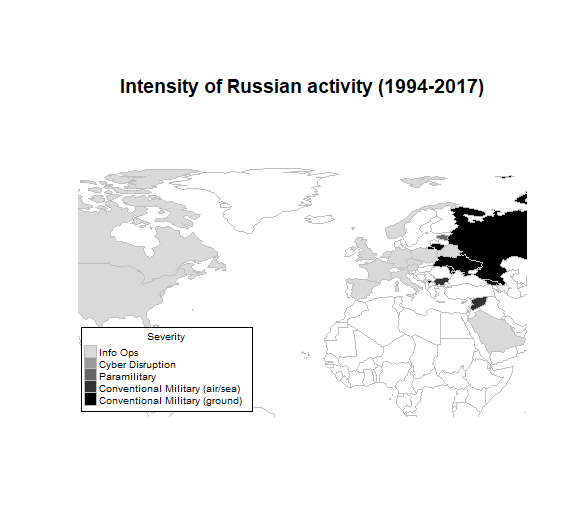 Intensity of Russian activity (1994-2017)
Severity
Info Ops
Cyber Disruption
Paramilitary
Conventional Military (air/sea)
Conventional Military (ground)